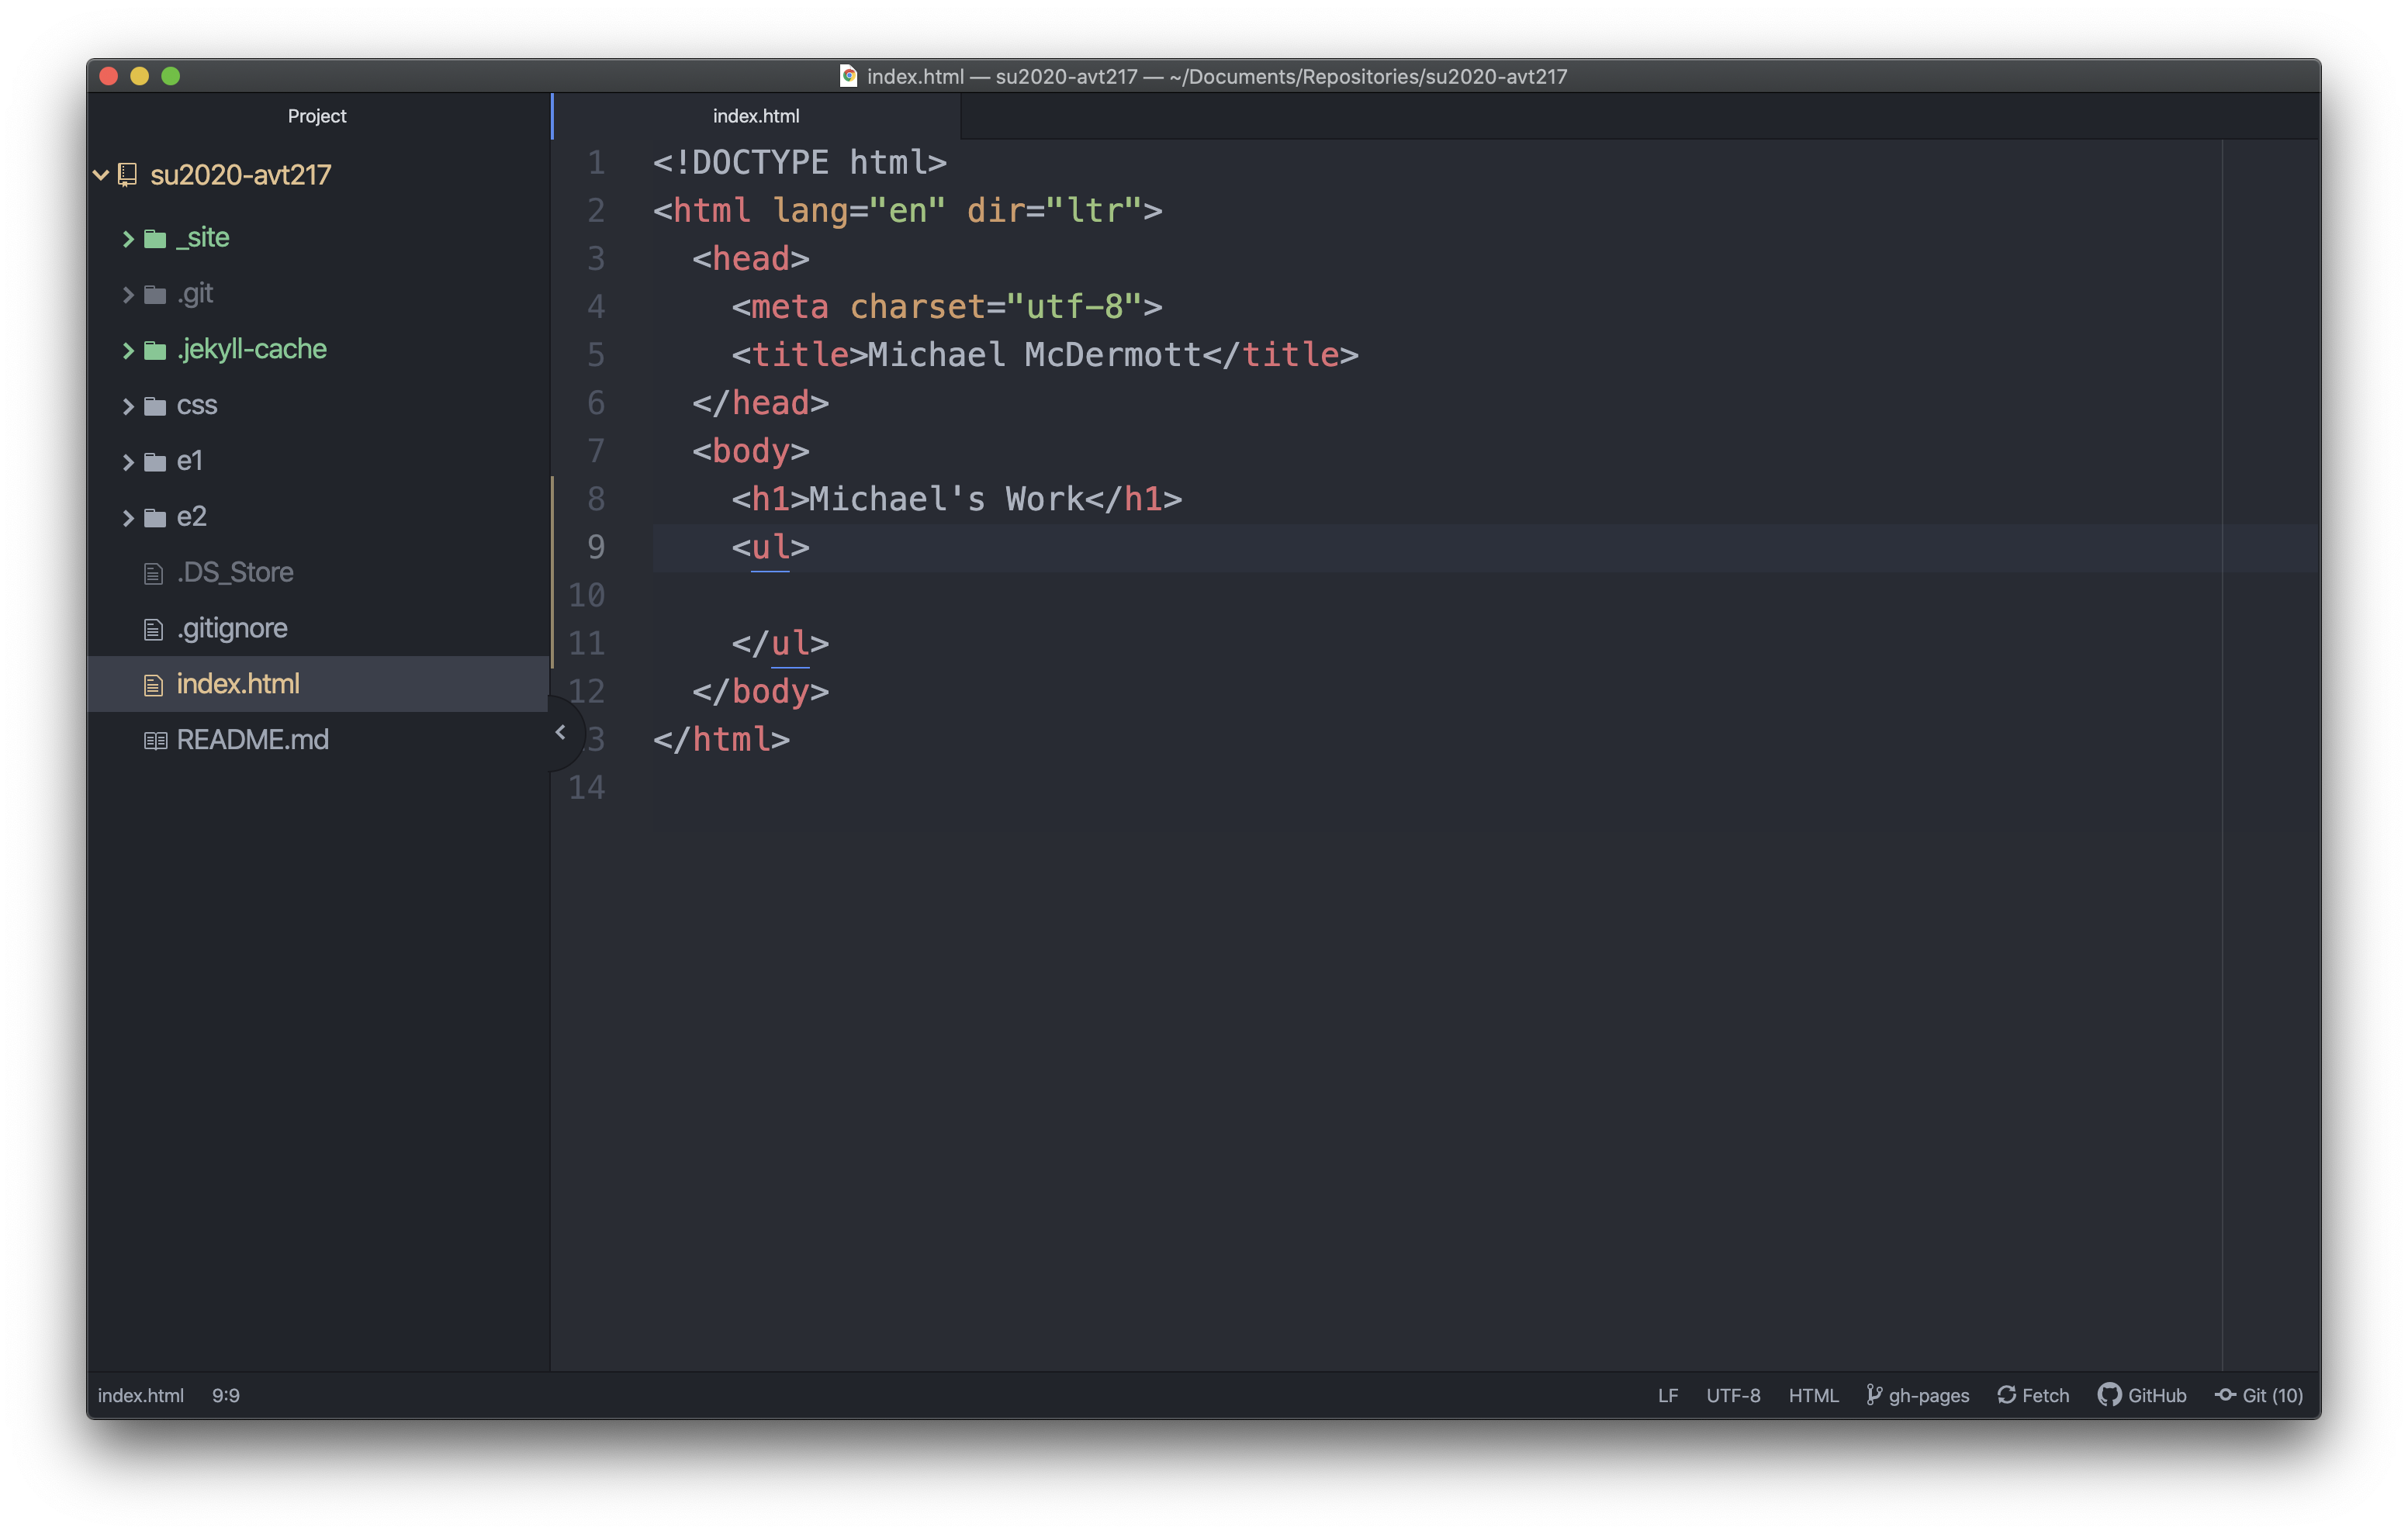 index.html — su2020-avt217 — ~/Documents/Repositories/su2020-avt217
Project
su2020-avt217
_site
.git
.jekyll-cache
css
e1
e2
.DS_Store
.gitignore
index.html
README.md
index.html
1 <!DOCTYPE html>
2 <html lang="en" dir="ltr">
3   <head>
4     <meta charset="utf-8">
5     <title>Michael McDermott</title>
6   </head>
7   <body>
8     <h1>Michael's Work</h1>
9     <ul>
10
11     </ul>
12   </body>
3 </html>
14
index.html 9:9 LF UTF-8 HTML gh-pages Fetch GitHub Git (10)